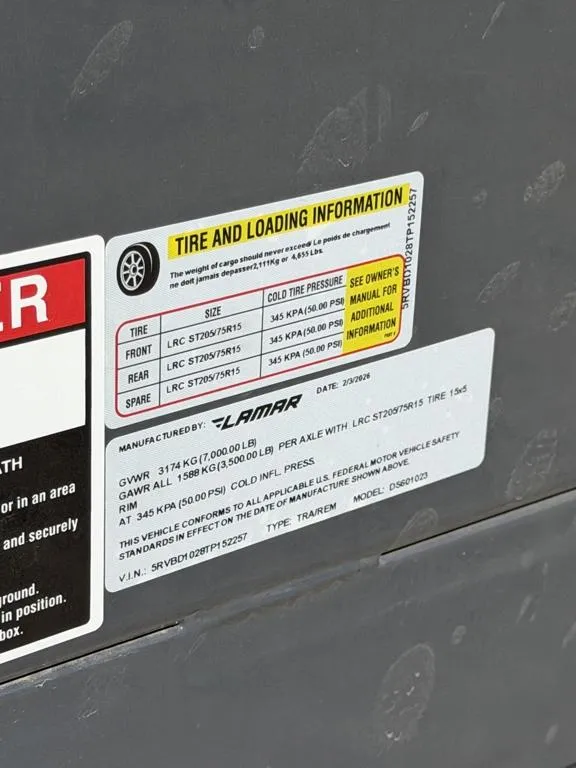 ER
ATH
or in an area
and securely
ground.
in position.
box.
TIRE AND LOADING INFORMATION
The weight of cargo should never exceed/ Le poids de chargement
ne doit jamais depasser2,111Kg or 4,655 Lbs.
TIRE SIZE COLD TIRE PRESSURE
FRONT LRC ST205/75R15 345 KPA(50.00 PSI)
REAR LRC ST205/75R15 345 KPA(50.00 PSI)
SPARE LRC ST205/75R15 345 KPA(50.00 PSI)
SEE OWNER'S
MANUAL FOR
ADDITIONAL
INFORMATION
5RVBD1028TP152257
MANUFACTURED BY: LAMAR DATE: 2/3/2026
GVWR 3174 KG(7,000.00 LB)
GAWR ALL 1588 KG(3,500.00 LB) PER AXLE WITH LRC ST205/75R15 TIRE 15x5
RIM
AT 345 KPA(50.00 PSI) COLD INFL. PRESS.
THIS VEHICLE CONFORMS TO ALL APPLICABLE U.S. FEDERAL MOTOR VEHICLE SAFETY
STANDARDS IN EFFECT ON THE DATE OF MANUFACTURE SHOWN ABOVE.
V.I.N.: 5RVBD1028TP152257 TYPE: TRA/REM MODEL: DS601023